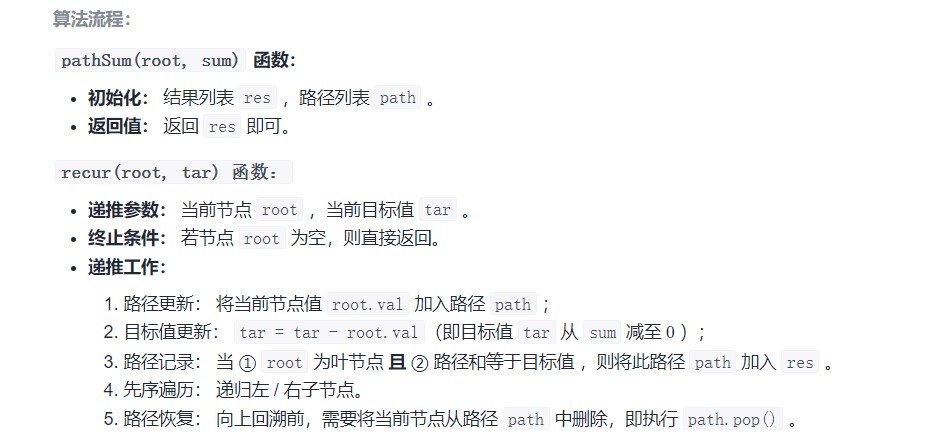 算法流程：
pathSum(root, sum) 函数：
• 初始化： 结果列表 res ，路径列表 path 。
• 返回值： 返回 res 即可。
recur(root, tar) 函数：
• 递推参数： 当前节点 root ，当前目标值 tar 。
• 终止条件： 若节点 root 为空，则直接返回。
• 递推工作：
1. 路径更新： 将当前节点值 root.val 加入路径 path ；
2. 目标值更新： tar = tar - root.val（即目标值 tar 从 sum 减至 0 ）；
3. 路径记录： 当 ① root 为叶节点 且 ② 路径和等于目标值 ，则将此路径 path 加入 res 。
4. 先序遍历： 递归左 / 右子节点。
5. 路径恢复： 向上回溯前，需要将当前节点从路径 path 中删除，即执行 path.pop() 。